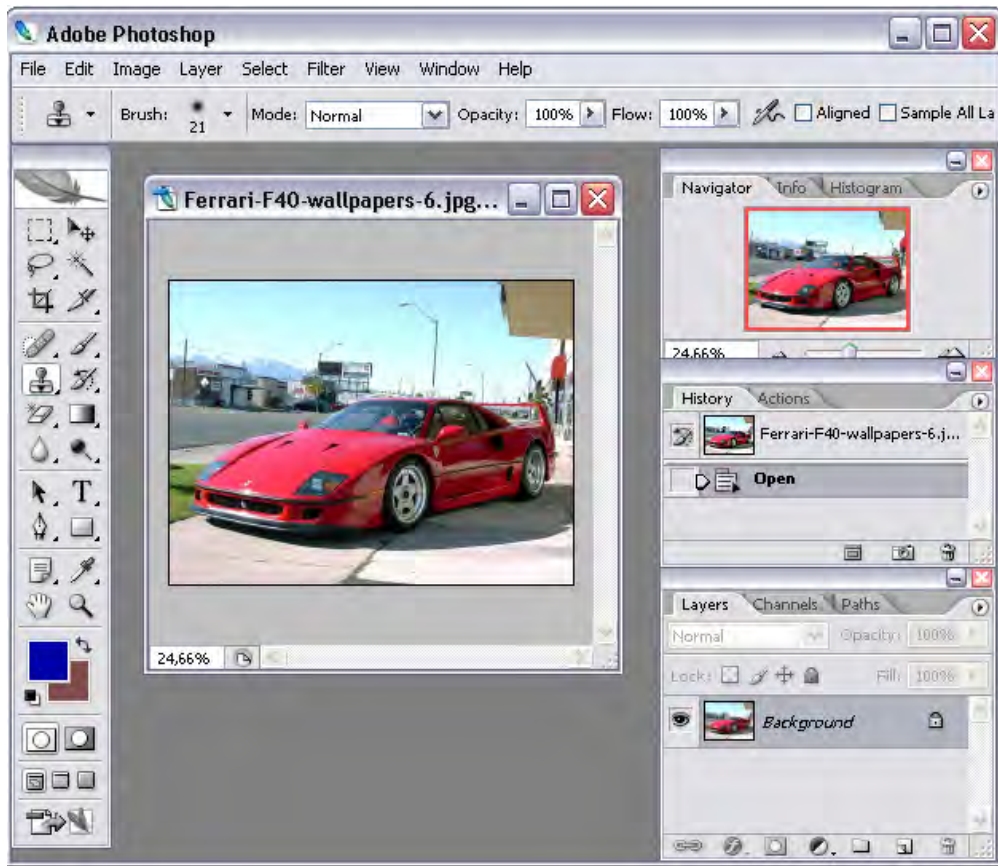 Adobe Photoshop
File Edit Image Layer Select Filter View Window Help
Brush: 21 Mode: Normal Opacity: 100% Flow: 100% Aligned Sample All La
Ferrari-F40-wallpapers-6.jpg...
24,66%
Navigator Info Histogram
24,66%
History Actions
Ferrari-F40-wallpapers-6.j...
Open
Layers Channels Paths
Normal Opacity: 100%
Lock: Fill: 100%
Background
T